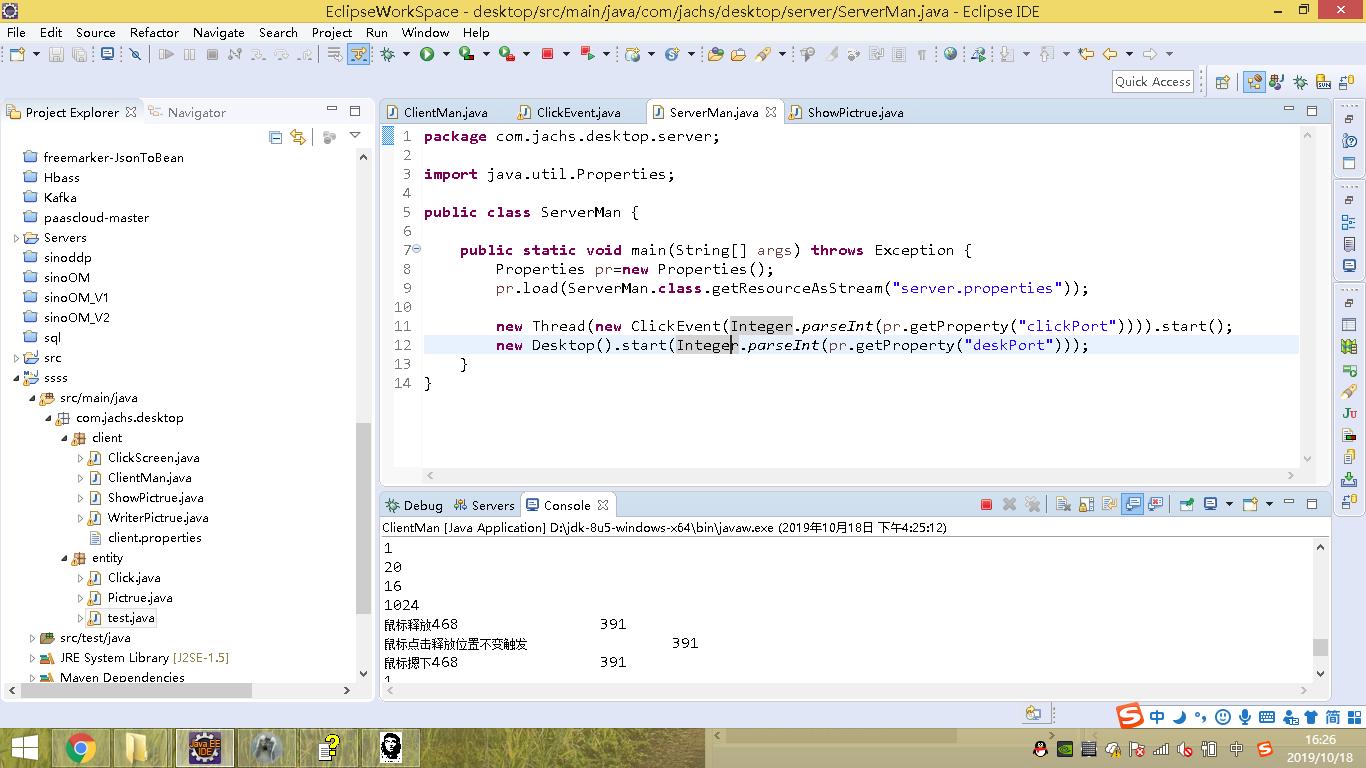 EclipseWorkSpace - desktop/src/main/java/com/jachs/desktop/server/ServerMan.java - Eclipse IDE
File Edit Source Refactor Navigate Search Project Run Window Help
Quick Access
Project Explorer Navigator
freemarker-JsonToBean
Hbass
Kafka
paascloud-master
Servers
sinoddp
sinoOM
sinoOM_V1
sinoOM_V2
sql
src
ssss
src/main/java
com.jachs.desktop
client
ClickScreen.java
ClientMan.java
ShowPictrue.java
WriterPictrue.java
client.properties
entity
Click.java
Pictrue.java
test.java
src/test/java
JRE System Library [J2SE-1.5]
Maven Dependencies
ClientMan.java ClickEvent.java ServerMan.java ShowPictrue.java
1 package com.jachs.desktop.server;
2
3 import java.util.Properties;
4
5 public class ServerMan {
6
7 public static void main(String[] args) throws Exception {
8 Properties pr=new Properties();
9 pr.load(ServerMan.class.getResourceAsStream("server.properties"));
10
11 new Thread(new ClickEvent(Integer.parseInt(pr.getProperty("clickPort")))).start();
12 new Desktop().start(Integer.parseInt(pr.getProperty("deskPort")));
13 }
14 }
Debug Servers Console
ClientMan [Java Application] D:\jdk-8u5-windows-x64\bin\javaw.exe (2019年10月18日 下午4:25:12)
1
20
16
1024
鼠标释放468 391
鼠标点击释放位置不变触发 391
鼠标摁下468 391
1
中 简
Java EE IDE
中
16:26
2019/10/18